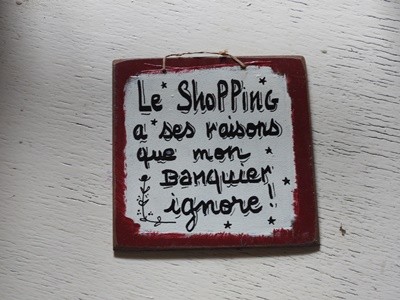 Le ShoPPinG
a ses raisons
que mon
Banquier
ignore!